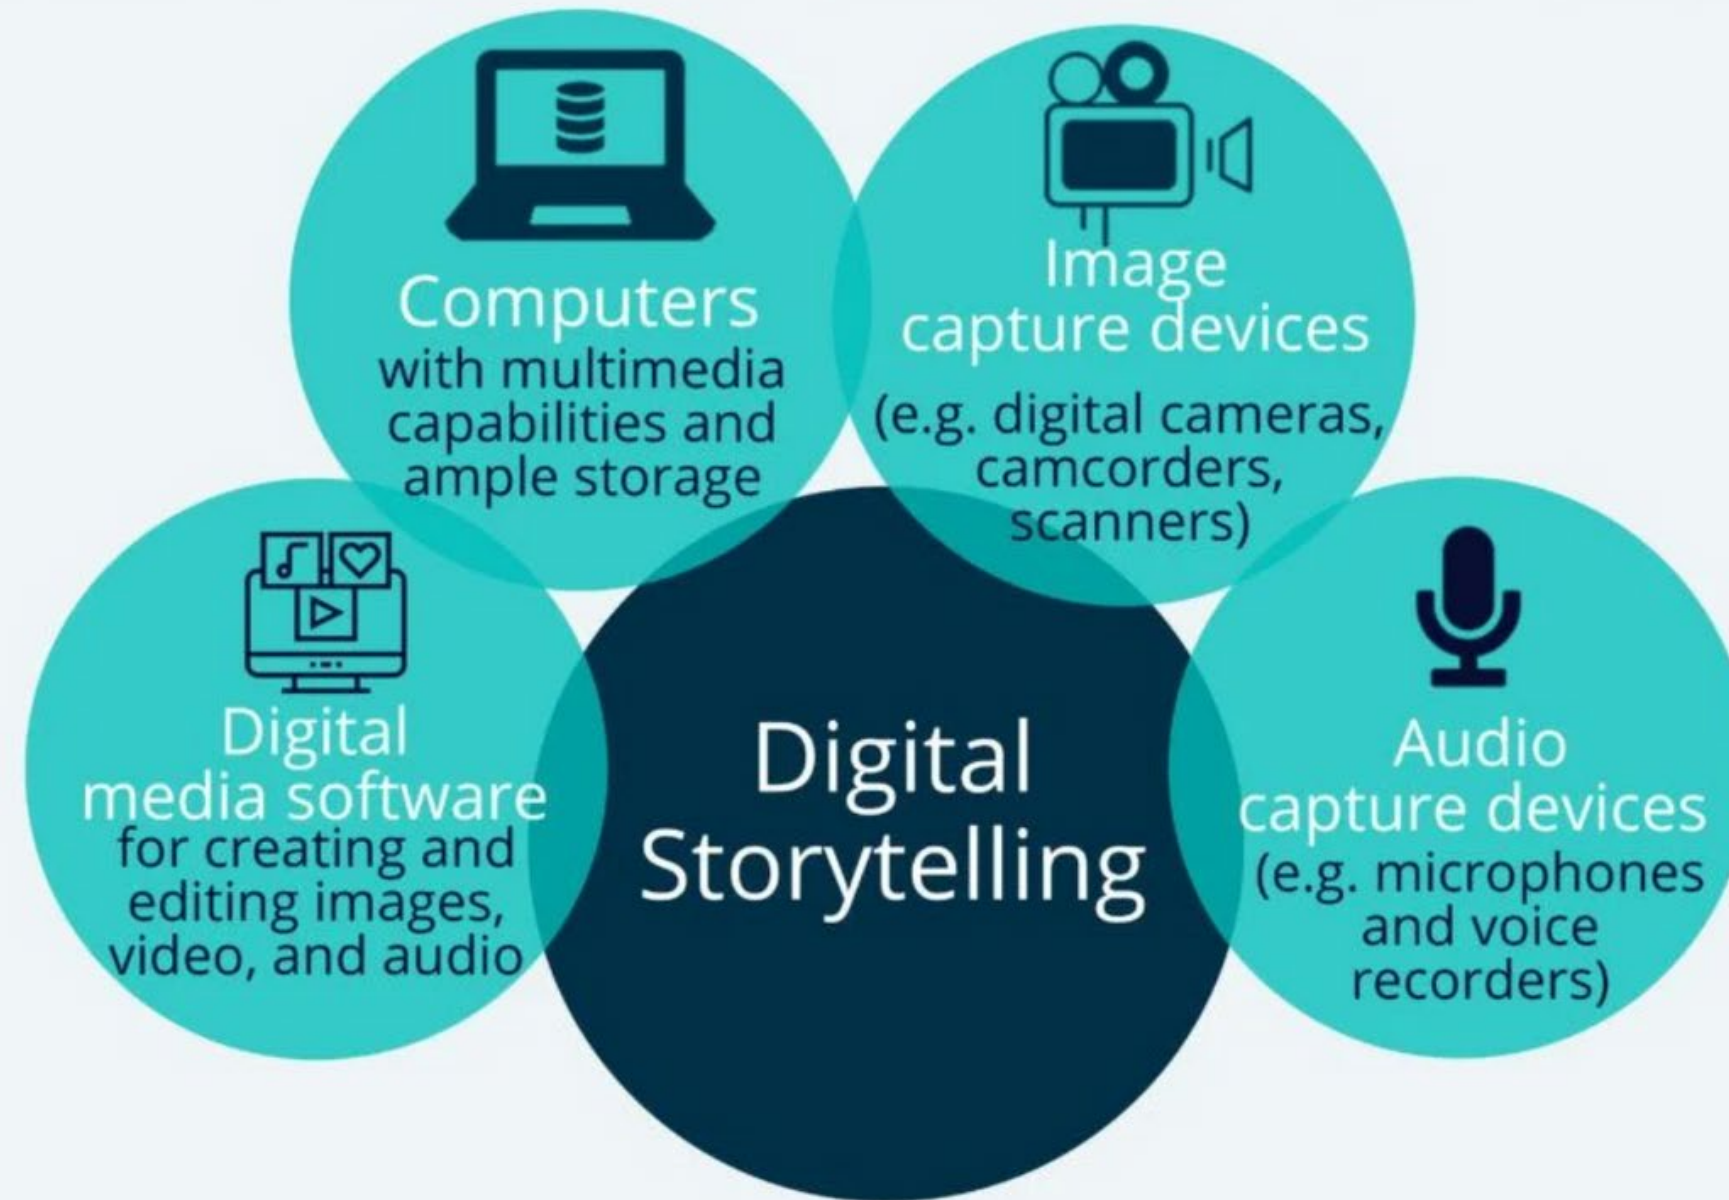 Computers
with multimedia
capabilities and
ample storage
Image
capture devices
(e.g. digital cameras,
camcorders,
scanners)
Digital
media software
for creating and
editing images,
video, and audio
Digital
Storytelling
Audio
capture devices
(e.g. microphones
and voice
recorders)